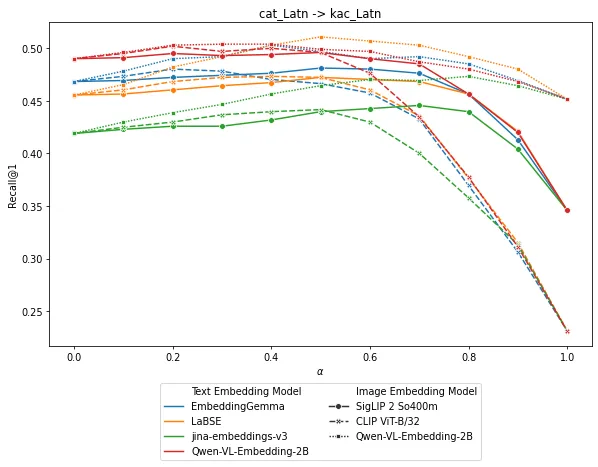 cat_Latn -> kac_Latn
Recall@1
0.50
0.45
0.40
0.35
0.30
0.25
0.0 0.2 0.4 0.6 0.8 1.0
α
Text Embedding Model Image Embedding Model
EmbeddingGemma SigLIP 2 So400m
LaBSE CLIP ViT-B/32
jina-embeddings-v3 Qwen-VL-Embedding-2B
Qwen-VL-Embedding-2B